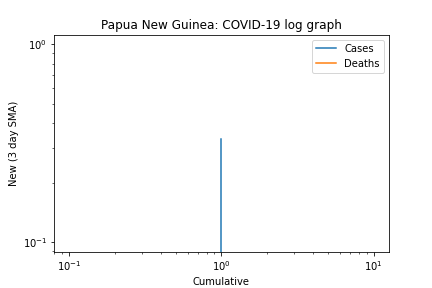 Papua New Guinea: COVID-19 log graph
Cases
Deaths
10⁰
10⁻¹
New (3 day SMA)
10⁻¹ 10⁰ 10¹
Cumulative